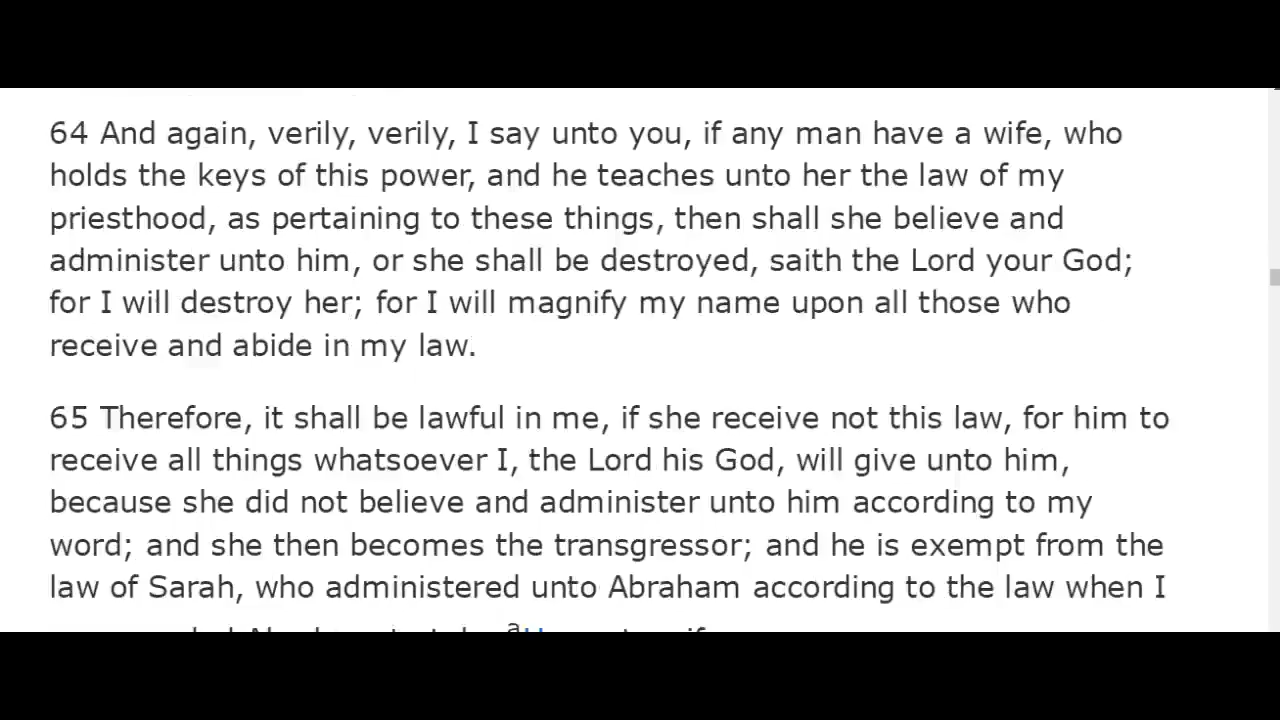 64 And again, verily, verily, I say unto you, if any man have a wife, who
holds the keys of this power, and he teaches unto her the law of my
priesthood, as pertaining to these things, then shall she believe and
administer unto him, or she shall be destroyed, saith the Lord your God;
for I will destroy her; for I will magnify my name upon all those who
receive and abide in my law.
65 Therefore, it shall be lawful in me, if she receive not this law, for him to
receive all things whatsoever I, the Lord his God, will give unto him,
because she did not believe and administer unto him according to my
word; and she then becomes the transgressor; and he is exempt from the
law of Sarah, who administered unto Abraham according to the law when I